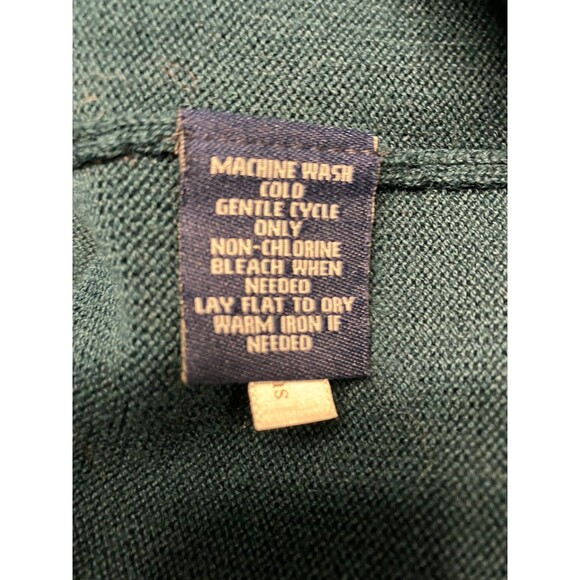 MACHINE WASH
COLD
GENTLE CYCLE
ONLY
NON-CHLORINE
BLEACH WHEN
NEEDED
LAY FLAT TO DRY
WARM IRON IF
NEEDED